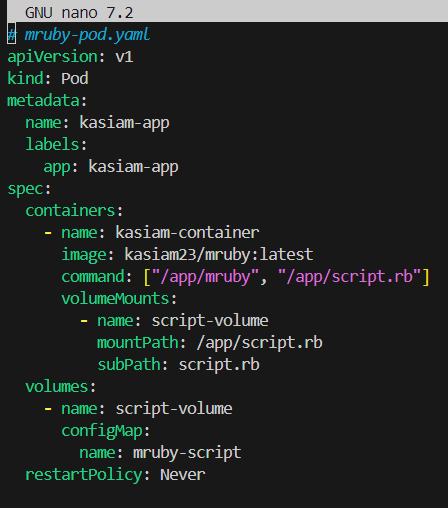 GNU nano 7.2
# mruby-pod.yaml
apiVersion: v1
kind: Pod
metadata:
  name: kasiam-app
  labels:
    app: kasiam-app
spec:
  containers:
    - name: kasiam-container
      image: kasiam23/mruby:latest
      command: ["/app/mruby", "/app/script.rb"]
      volumeMounts:
        - name: script-volume
          mountPath: /app/script.rb
          subPath: script.rb
  volumes:
    - name: script-volume
      configMap:
        name: mruby-script
  restartPolicy: Never